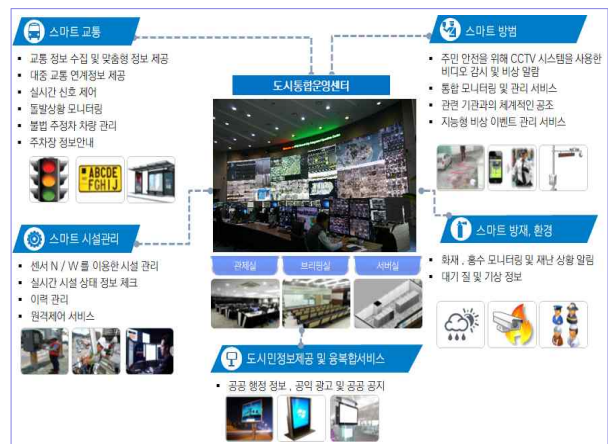 스마트 교통
▪ 교통 정보 수집 및 맞춤형 정보 제공
▪ 대중 교통 연계정보 제공
▪ 실시간 신호 제어
▪ 돌발상황 모니터링
▪ 불법 주정차 차량 관리
▪ 주차장 정보안내
ABCDE
FGHIJ
스마트 시설관리
▪ 센서 N / W 를 이용한 시설 관리
▪ 실시간 시설 상태 정보 체크
▪ 이력 관리
▪ 원격제어 서비스
도시통합운영센터
관제실
브리핑실
서버실
도시민정보제공 및 융복합서비스
▪ 공공 행정 정보 , 공익 광고 및 공공 공지
스마트 방범
▪ 주민 안전을 위해 CCTV 시스템을 사용한
비디오 감시 및 비상 알람
▪ 통합 모니터링 및 관리 서비스
▪ 관련 기관과의 체계적인 공조
▪ 지능형 비상 이벤트 관리 서비스
스마트 방재, 환경
▪ 화재 , 홍수 모니터링 및 재난 상황 알림
▪ 대기 질 및 기상 정보